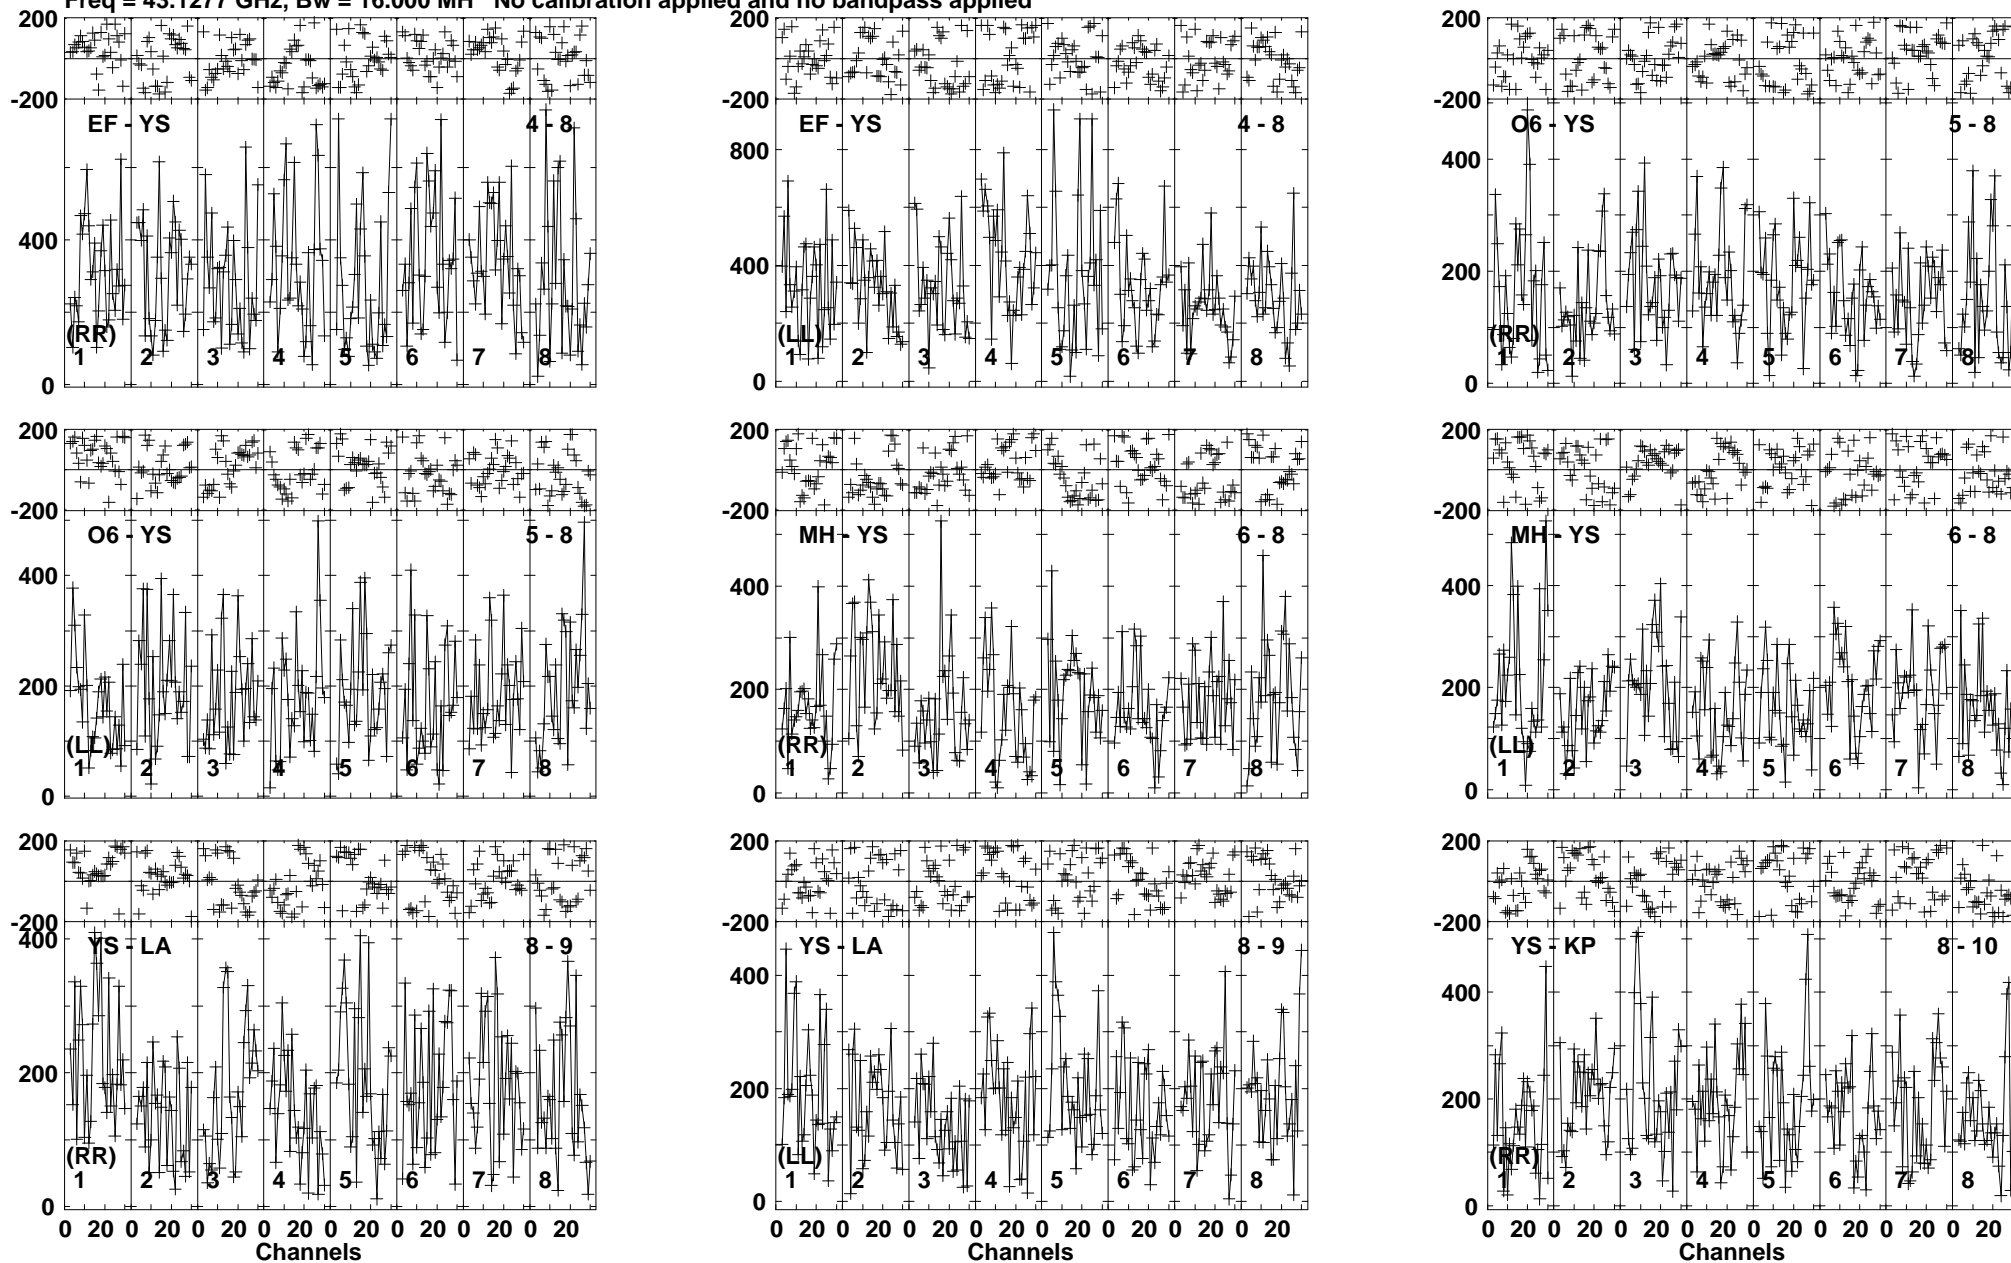 Freq = 43.1277 GHz, Bw = 16.000 MH No calibration applied and no bandpass applied
200 200 200
-200 -200 -200
EF - YS 4 - 8 EF - YS 4 - 8 O6 - YS 5 - 8
800
400 400 400
200
(RR) (LL) (RR)
1 2 3 4 5 6 7 8 1 2 3 4 5 6 7 8 1 2 3 4 5 6 7 8
0 0 0
200 200 200
-200 -200 -200
O6 - YS 5 - 8 MH - YS 6 - 8 MH - YS 6 - 8
400 400 400
200 200 200
(LL) (RR) (LL)
1 2 3 4 5 6 7 8 1 2 3 4 5 6 7 8 1 2 3 4 5 6 7 8
0 0 0
200 200 200
-200 -200 -200
YS - LA 8 - 9 YS - LA 8 - 9 YS - KP 8 - 10
400 400 400
200 200 200
(RR) (LL) (RR)
1 2 3 4 5 6 7 8 1 2 3 4 5 6 7 8 1 2 3 4 5 6 7 8
0 0 0
0 20 0 20 0 20 0 20 0 20 0 20 0 20 0 20 0 20 0 20 0 20 0 20 0 20 0 20 0 20 0 20 0 20 0 20 0 20 0 20 0 20 0 20 0 20 0 20
Channels Channels Channels